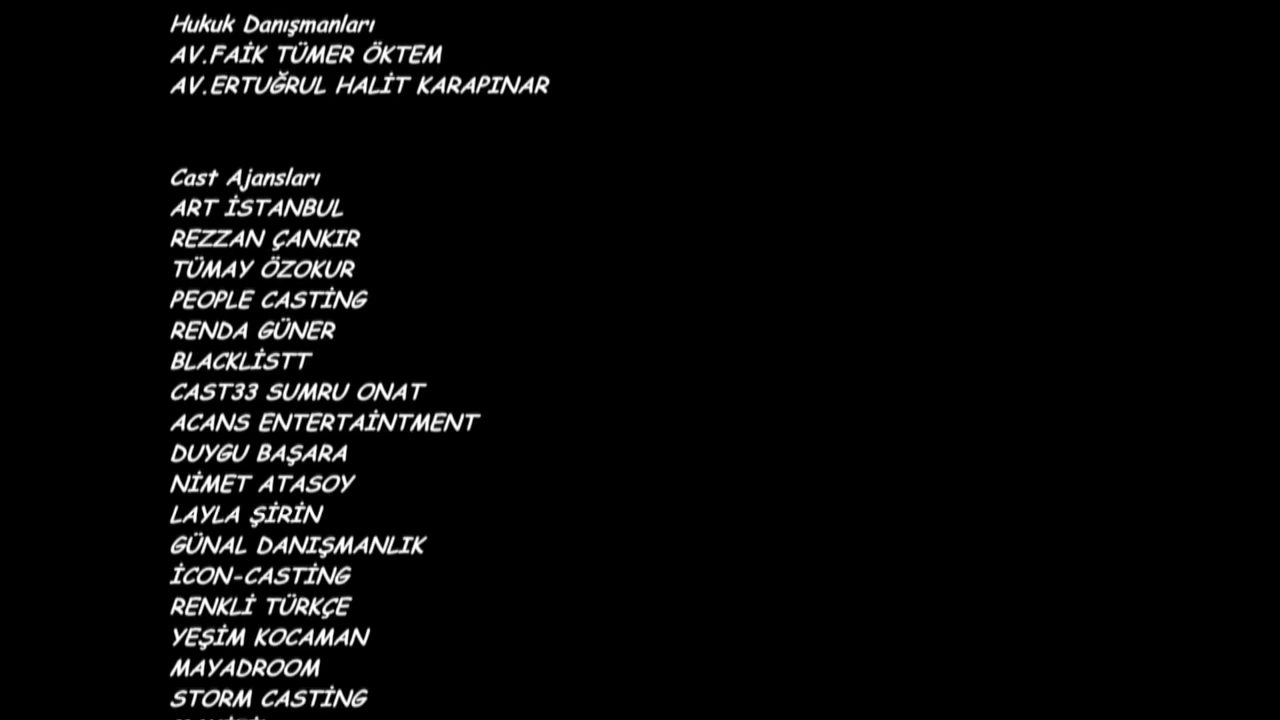 Hukuk Danışmanları
AV.FAİK TÜMER ÖKTEM
AV.ERTUĞRUL HALİT KARAPINAR
Cast Ajansları
ART İSTANBUL
REZZAN ÇANKIR
TÜMAY ÖZOKUR
PEOPLE CASTİNG
RENDA GÜNER
BLACKLİSTT
CAST33 SUMRU ONAT
ACANS ENTERTAİNTMENT
DUYGU BAŞARA
NİMET ATASOY
LAYLA ŞİRİN
GÜNAL DANIŞMANLIK
İCON-CASTİNG
RENKLİ TÜRKÇE
YEŞİM KOCAMAN
MAYADROOM
STORM CASTİNG